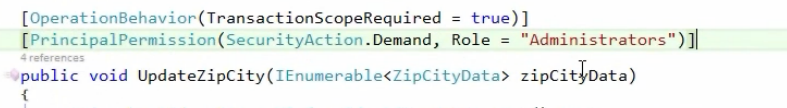 [OperationBehavior(TransactionScopeRequired = true)]
[PrincipalPermission(SecurityAction.Demand, Role = "Administrators")]
4 references
public void UpdateZipCity(IEnumerable<ZipCityData> zipCityData)
{